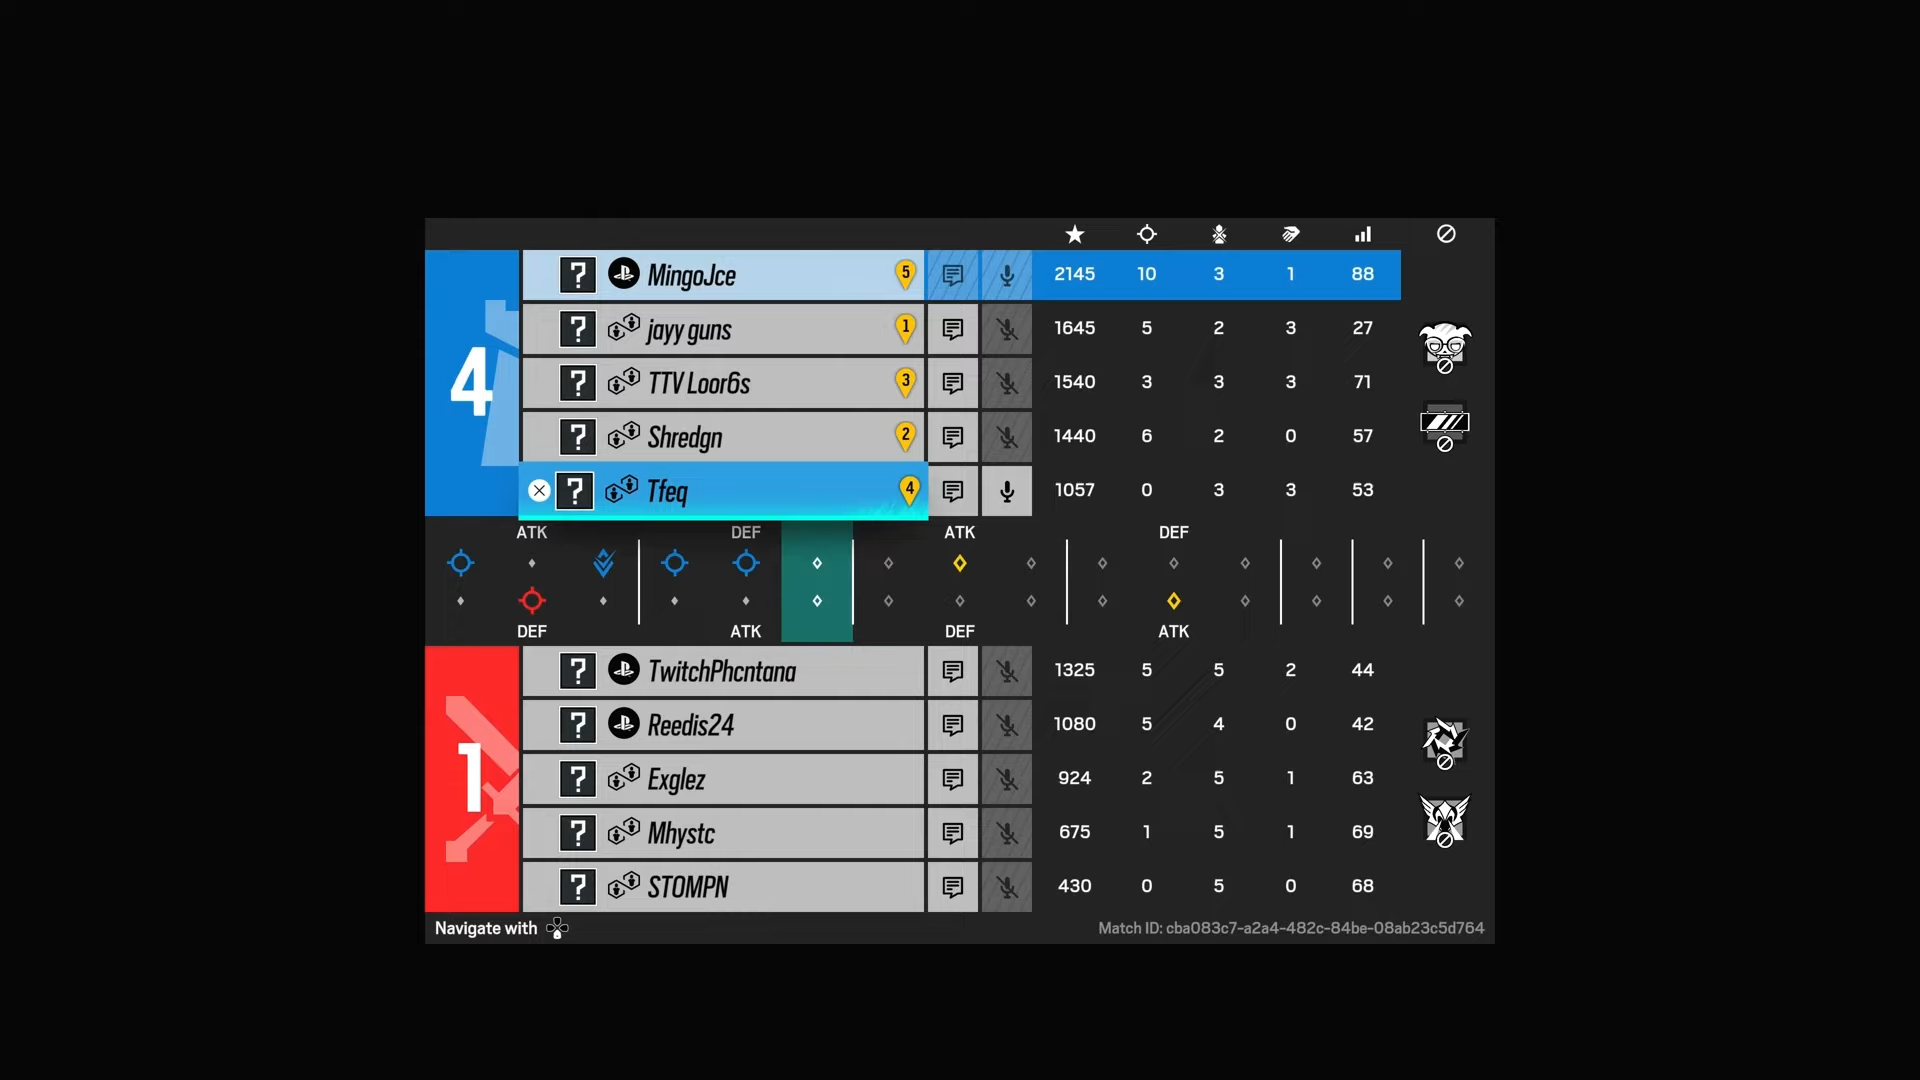 ? MingoJce 5 2145 10 3 1 88
? jayy guns 1 1645 5 2 3 27
4
? TTV Loor6s 3 1540 3 3 3 71
? Shredgn 2 1440 6 2 0 57
? Tfeq 4 1057 0 3 3 53
ATK DEF ATK DEF
DEF ATK DEF ATK
? TwitchPhcntana 1325 5 5 2 44
? Reedis24 1080 5 4 0 42
1
? Exglez 924 2 5 1 63
? Mhystc 675 1 5 1 69
? STOMPN 430 0 5 0 68
Navigate with Match ID: cba083c7-a2a4-482c-84be-08ab23c5d764